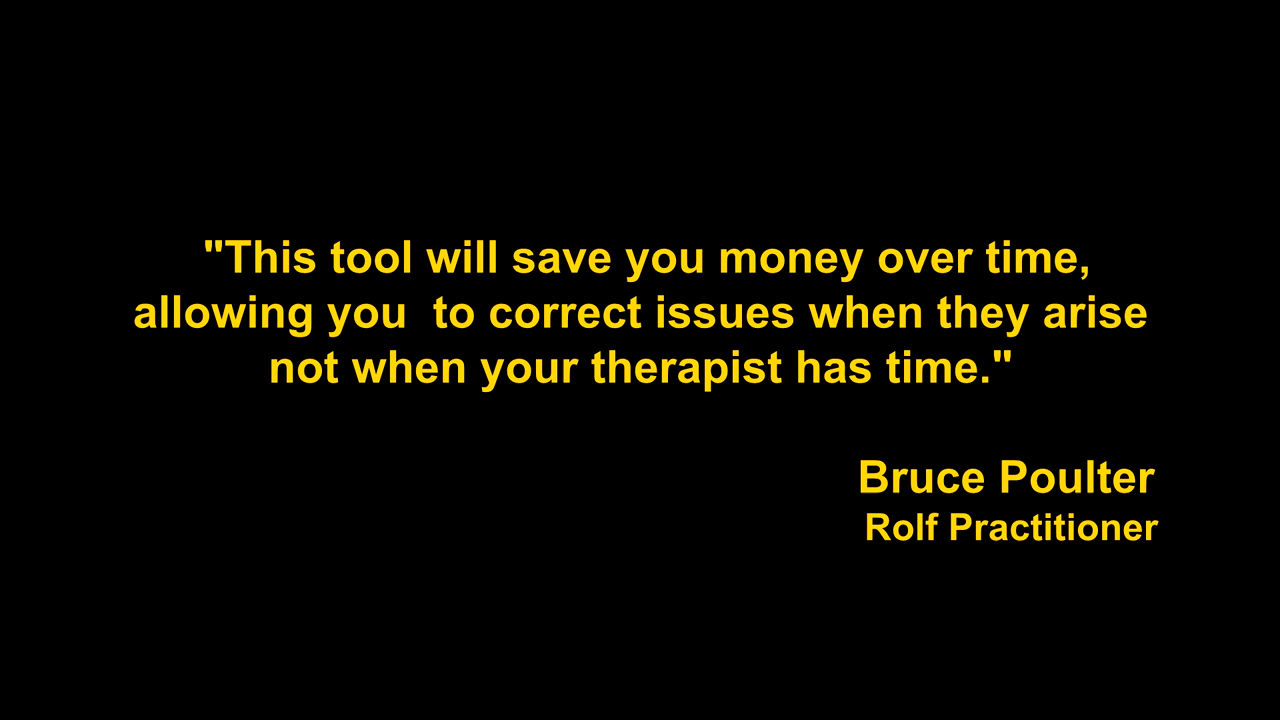 "This tool will save you money over time,
allowing you  to correct issues when they arise
not when your therapist has time."
Bruce Poulter
Rolf Practitioner